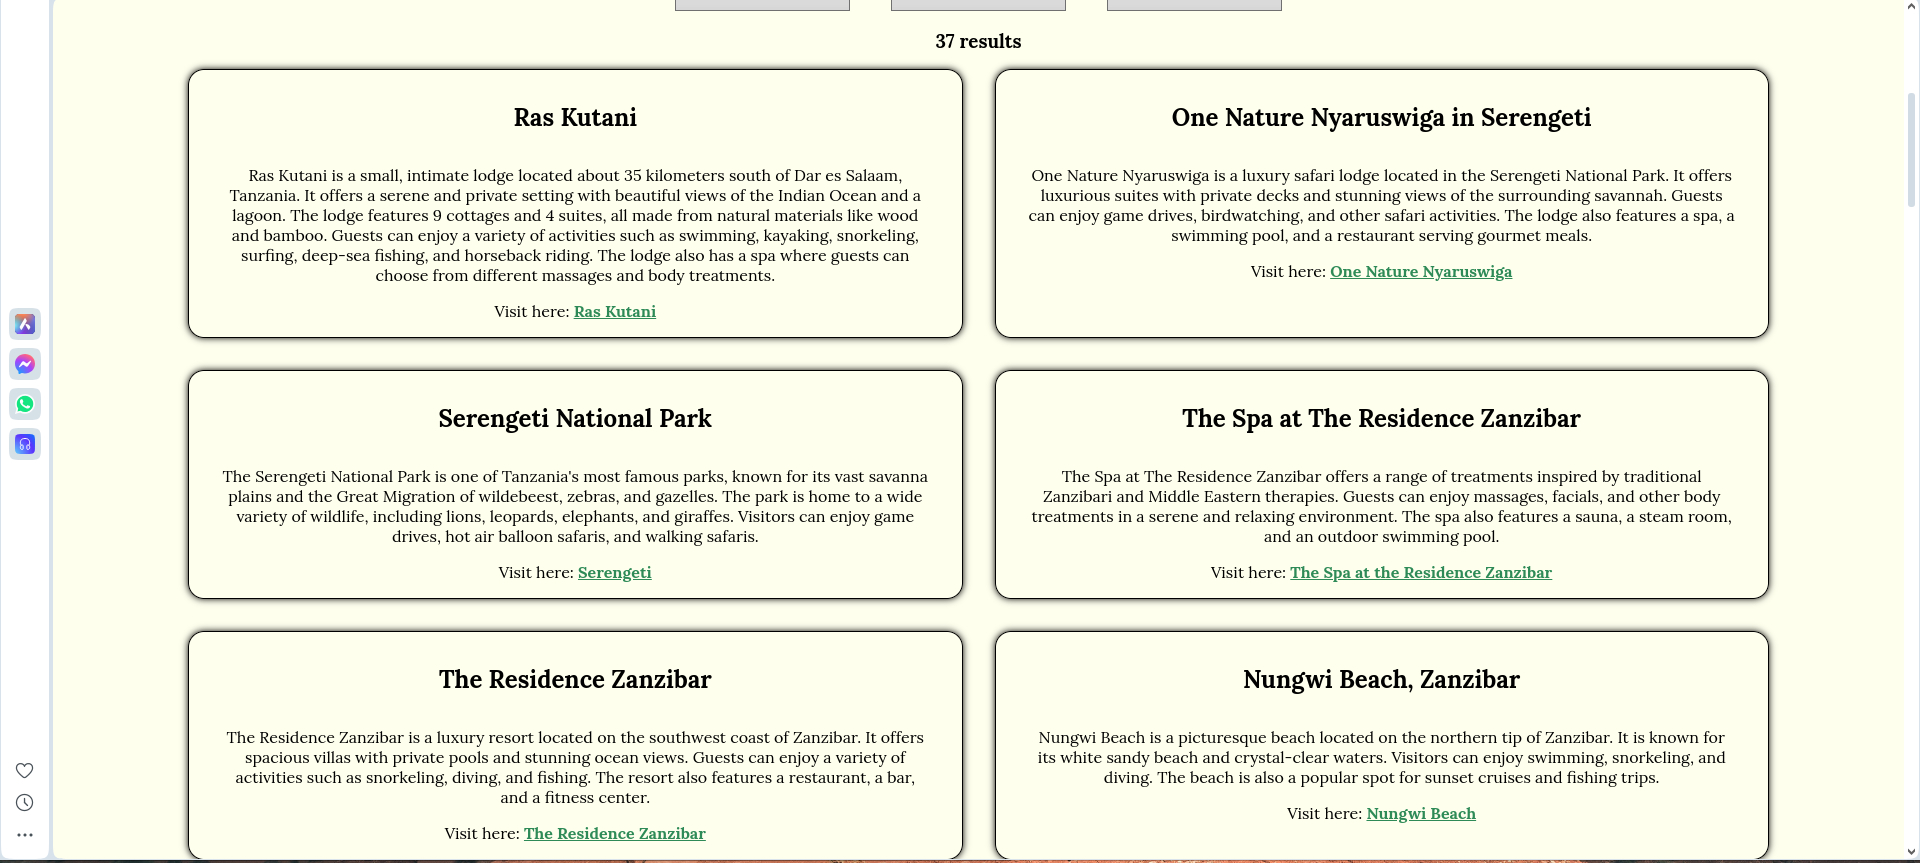 37 results
Ras Kutani
Ras Kutani is a small, intimate lodge located about 35 kilometers south of Dar es Salaam,
Tanzania. It offers a serene and private setting with beautiful views of the Indian Ocean and a
lagoon. The lodge features 9 cottages and 4 suites, all made from natural materials like wood
and bamboo. Guests can enjoy a variety of activities such as swimming, kayaking, snorkeling,
surfing, deep-sea fishing, and horseback riding. The lodge also has a spa where guests can
choose from different massages and body treatments.
Visit here: Ras Kutani
One Nature Nyaruswiga in Serengeti
One Nature Nyaruswiga is a luxury safari lodge located in the Serengeti National Park. It offers
luxurious suites with private decks and stunning views of the surrounding savannah. Guests
can enjoy game drives, birdwatching, and other safari activities. The lodge also features a spa, a
swimming pool, and a restaurant serving gourmet meals.
Visit here: One Nature Nyaruswiga
Serengeti National Park
The Serengeti National Park is one of Tanzania's most famous parks, known for its vast savanna
plains and the Great Migration of wildebeest, zebras, and gazelles. The park is home to a wide
variety of wildlife, including lions, leopards, elephants, and giraffes. Visitors can enjoy game
drives, hot air balloon safaris, and walking safaris.
Visit here: Serengeti
The Spa at The Residence Zanzibar
The Spa at The Residence Zanzibar offers a range of treatments inspired by traditional
Zanzibari and Middle Eastern therapies. Guests can enjoy massages, facials, and other body
treatments in a serene and relaxing environment. The spa also features a sauna, a steam room,
and an outdoor swimming pool.
Visit here: The Spa at the Residence Zanzibar
The Residence Zanzibar
The Residence Zanzibar is a luxury resort located on the southwest coast of Zanzibar. It offers
spacious villas with private pools and stunning ocean views. Guests can enjoy a variety of
activities such as snorkeling, diving, and fishing. The resort also features a restaurant, a bar,
and a fitness center.
Visit here: The Residence Zanzibar
Nungwi Beach, Zanzibar
Nungwi Beach is a picturesque beach located on the northern tip of Zanzibar. It is known for
its white sandy beach and crystal-clear waters. Visitors can enjoy swimming, snorkeling, and
diving. The beach is also a popular spot for sunset cruises and fishing trips.
Visit here: Nungwi Beach